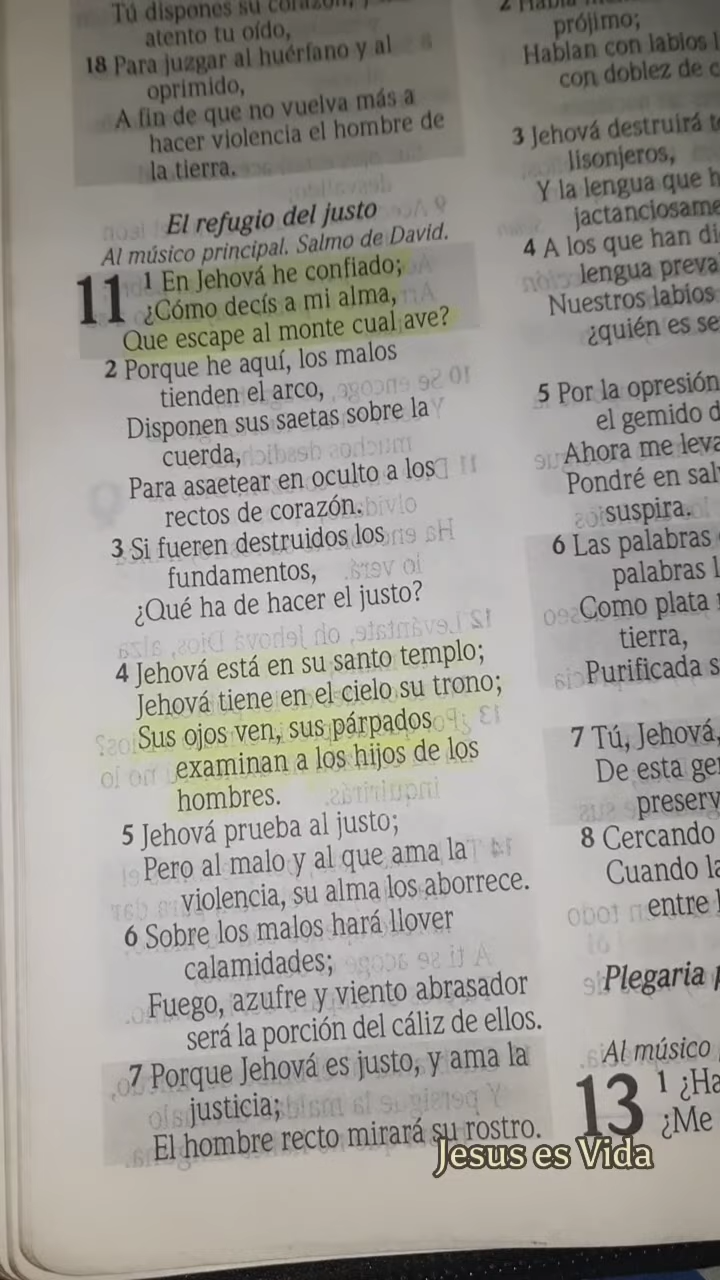 Tú dispones su corazón,
atento tu oído,
18 Para juzgar al huérfano y al
oprimido,
A fin de que no vuelva más a
hacer violencia el hombre de
la tierra.
El refugio del justo
Al músico principal. Salmo de David.
11 1 En Jehová he confiado;
¿Cómo decís a mi alma,
Que escape al monte cual ave?
2 Porque he aquí, los malos
tienden el arco,
Disponen sus saetas sobre la
cuerda,
Para asaetear en oculto a los
rectos de corazón.
3 Si fueren destruidos los
fundamentos,
¿Qué ha de hacer el justo?
4 Jehová está en su santo templo;
Jehová tiene en el cielo su trono;
Sus ojos ven, sus párpados
examinan a los hijos de los
hombres.
5 Jehová prueba al justo;
Pero al malo y al que ama la
violencia, su alma los aborrece.
6 Sobre los malos hará llover
calamidades;
Fuego, azufre y viento abrasador
será la porción del cáliz de ellos.
7 Porque Jehová es justo, y ama la
justicia;
El hombre recto mirará su rostro.
2
prójimo;
Hablan con labios
con doblez de
3 Jehová destruirá
lisonjeros,
Y la lengua que
4 A los que han
lengua
Nuestros labios
¿quién es
5 Por la opresión
el gemido
Ahora me
Pondré en
suspira.
6 Las palabras
palabras
Como plata
tierra,
Purificada
7 Tú, Jehová,
De esta
8 Cercando
Cuando
entre
Plegaria
Al músico
13 1
¿Me
Jesus es Vida